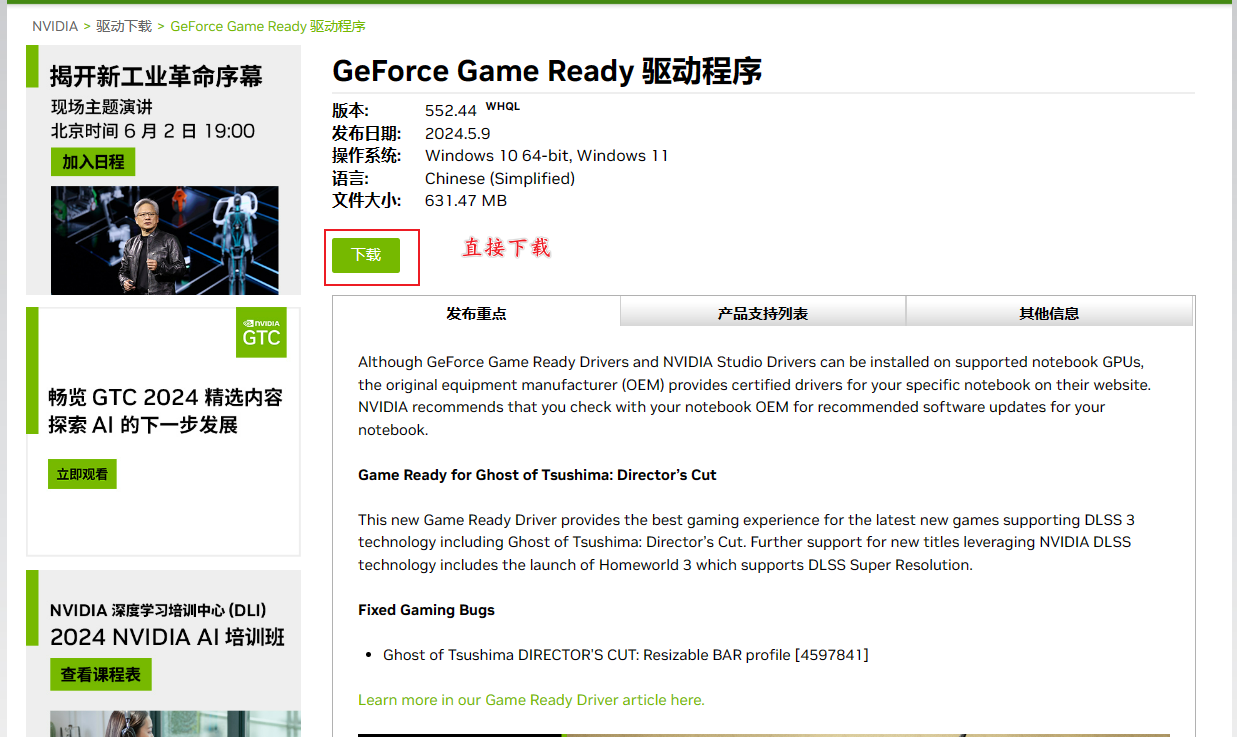 NVIDIA > 驱动下载 > GeForce Game Ready 驱动程序
揭开新工业革命序幕
现场主题演讲
北京时间 6 月 2 日 19:00
加入日程
NVIDIA
GTC
畅览 GTC 2024 精选内容
探索 AI 的下一步发展
立即观看
NVIDIA 深度学习培训中心 (DLI)
2024 NVIDIA AI 培训班
查看课程表
GeForce Game Ready 驱动程序
版本: 552.44 WHQL
发布日期: 2024.5.9
操作系统: Windows 10 64-bit, Windows 11
语言: Chinese (Simplified)
文件大小: 631.47 MB
下载 直接下载
发布重点 产品支持列表 其他信息
Although GeForce Game Ready Drivers and NVIDIA Studio Drivers can be installed on supported notebook GPUs,
the original equipment manufacturer (OEM) provides certified drivers for your specific notebook on their website.
NVIDIA recommends that you check with your notebook OEM for recommended software updates for your
notebook.
Game Ready for Ghost of Tsushima: Director’s Cut
This new Game Ready Driver provides the best gaming experience for the latest new games supporting DLSS 3
technology including Ghost of Tsushima: Director’s Cut. Further support for new titles leveraging NVIDIA DLSS
technology includes the launch of Homeworld 3 which supports DLSS Super Resolution.
Fixed Gaming Bugs
• Ghost of Tsushima DIRECTOR'S CUT: Resizable BAR profile [4597841]
Learn more in our Game Ready Driver article here.